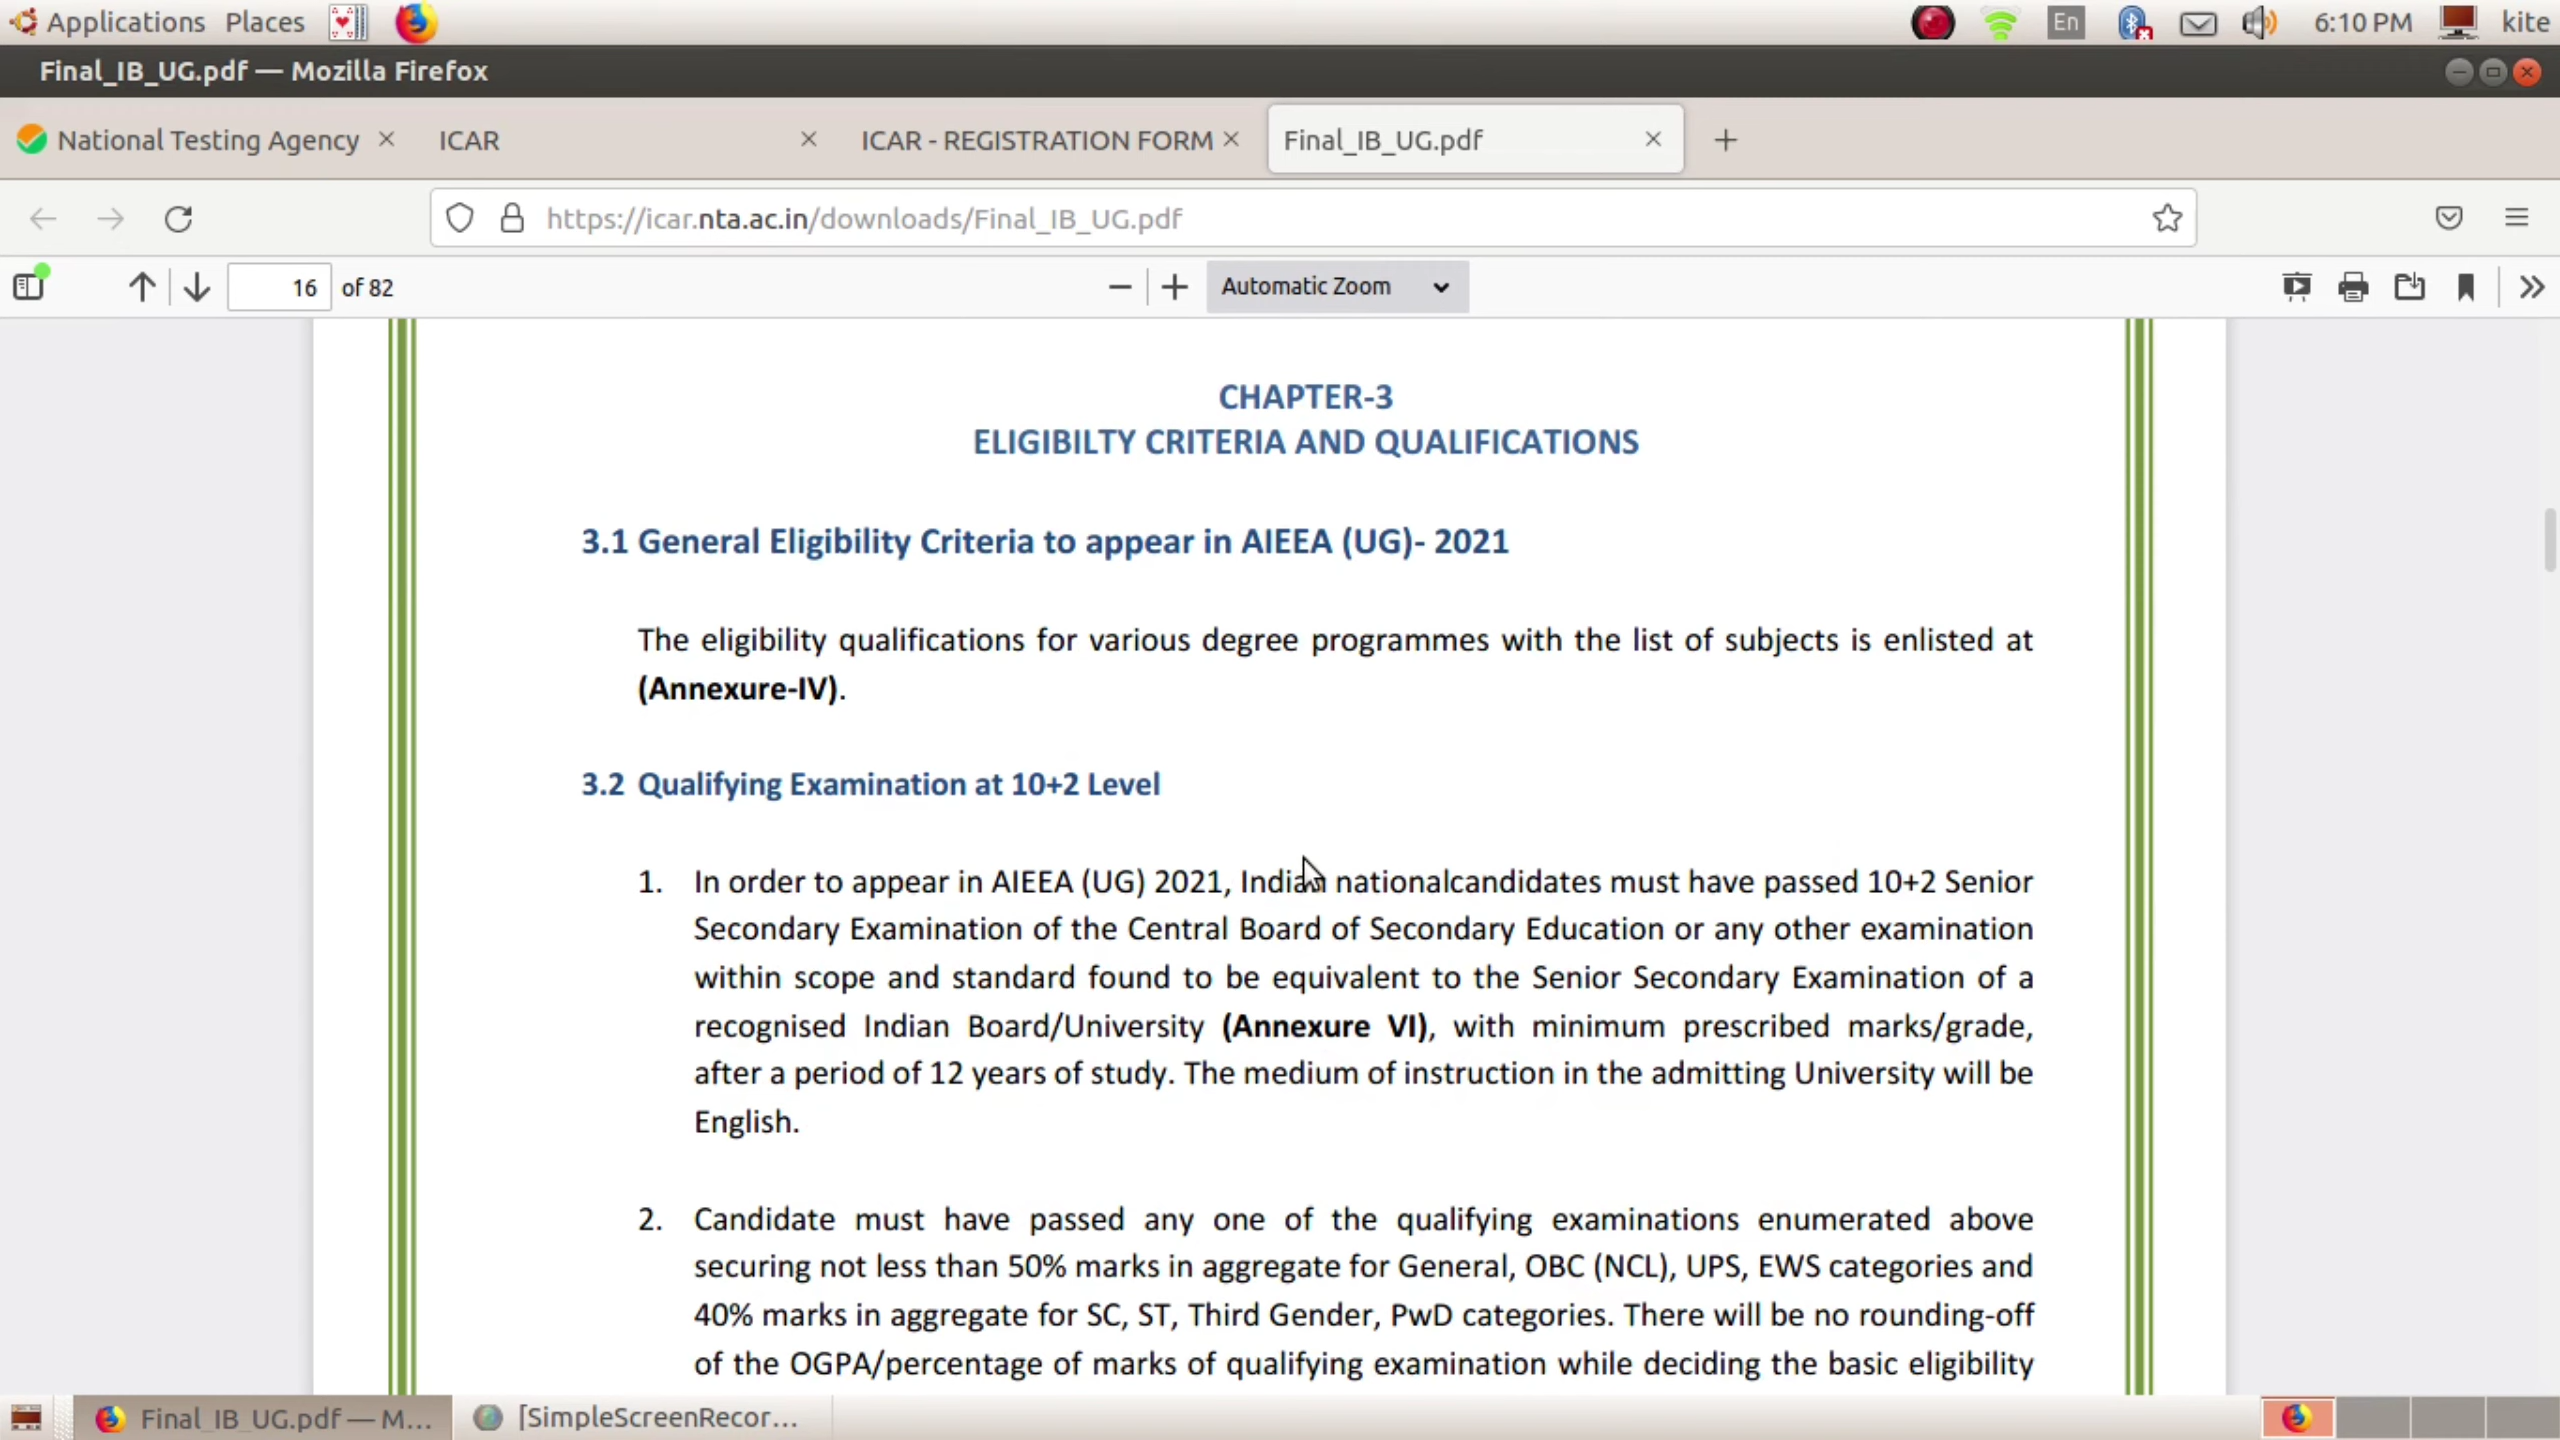 Applications Places En 6:10 PM kite
Final_IB_UG.pdf — Mozilla Firefox
National Testing Agency ICAR ICAR - REGISTRATION FORM Final_IB_UG.pdf
https://icar.nta.ac.in/downloads/Final_IB_UG.pdf
16 of 82 Automatic Zoom
CHAPTER-3
ELIGIBILTY CRITERIA AND QUALIFICATIONS
3.1 General Eligibility Criteria to appear in AIEEA (UG)- 2021
The eligibility qualifications for various degree programmes with the list of subjects is enlisted at
(Annexure-IV).
3.2 Qualifying Examination at 10+2 Level
1. In order to appear in AIEEA (UG) 2021, Indian nationalcandidates must have passed 10+2 Senior
Secondary Examination of the Central Board of Secondary Education or any other examination
within scope and standard found to be equivalent to the Senior Secondary Examination of a
recognised Indian Board/University (Annexure VI), with minimum prescribed marks/grade,
after a period of 12 years of study. The medium of instruction in the admitting University will be
English.
2. Candidate must have passed any one of the qualifying examinations enumerated above
securing not less than 50% marks in aggregate for General, OBC (NCL), UPS, EWS categories and
40% marks in aggregate for SC, ST, Third Gender, PwD categories. There will be no rounding-off
of the OGPA/percentage of marks of qualifying examination while deciding the basic eligibility
Final_IB_UG.pdf — M... [SimpleScreenRecor...